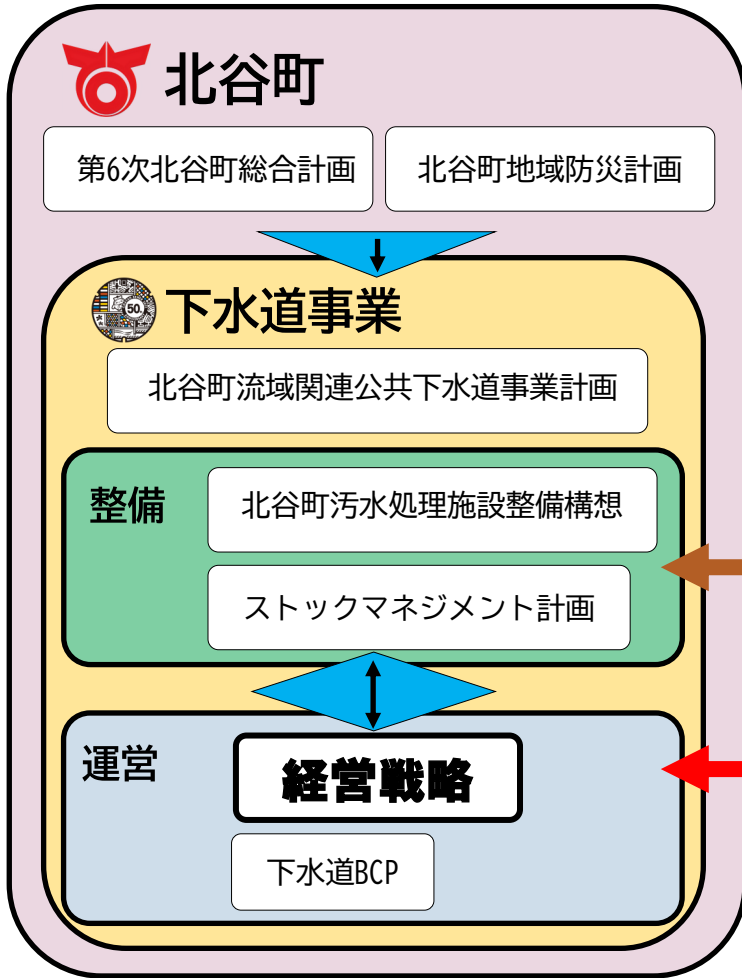 北谷町
第6次北谷町総合計画
北谷町地域防災計画
50
下水道事業
北谷町流域関連公共下水道事業計画
整備
北谷町汚水処理施設整備構想
ストックマネジメント計画
運営
経営戦略
下水道BCP